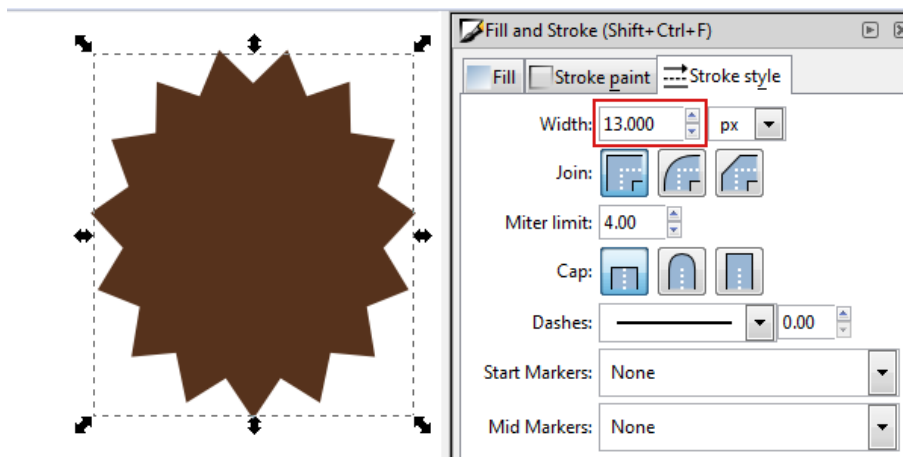 Fill and Stroke (Shift+Ctrl+F)
Fill Stroke paint Stroke style
Width: 13.000 px
Join:
Miter limit: 4.00
Cap:
Dashes: 0.00
Start Markers: None
Mid Markers: None